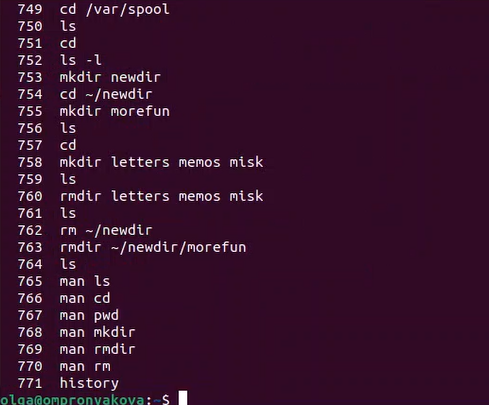 749 cd /var/spool
750 ls
751 cd
752 ls -l
753 mkdir newdir
754 cd ~/newdir
755 mkdir morefun
756 ls
757 cd
758 mkdir letters memos misk
759 ls
760 rmdir letters memos misk
761 ls
762 rm ~/newdir
763 rmdir ~/newdir/morefun
764 ls
765 man ls
766 man cd
767 man pwd
768 man mkdir
769 man rmdir
770 man rm
771 history
olga@ompronyakova:~$